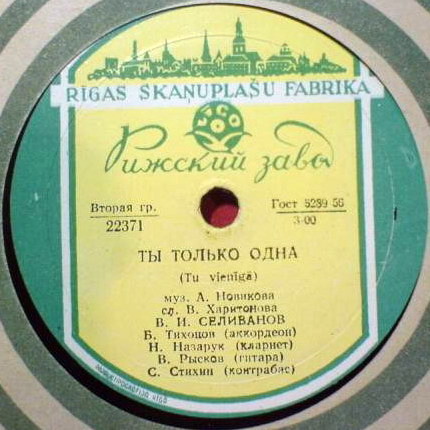 RĪGAS SKAŅUPLAŠU FABRIKA
Рижский завод
Вторая гр.
22371
Гост 5289-56
3-00
ТЫ ТОЛЬКО ОДНА
(Tu vienīgā)
муз. А. Новикова
сл. В. Харитонова
В. И. СЕЛИВАНОВ
Б. Тихонов (аккордеон)
Н. Назарук (кларнет)
В. Рысков (гитара)
С. Стихин (контрабас)